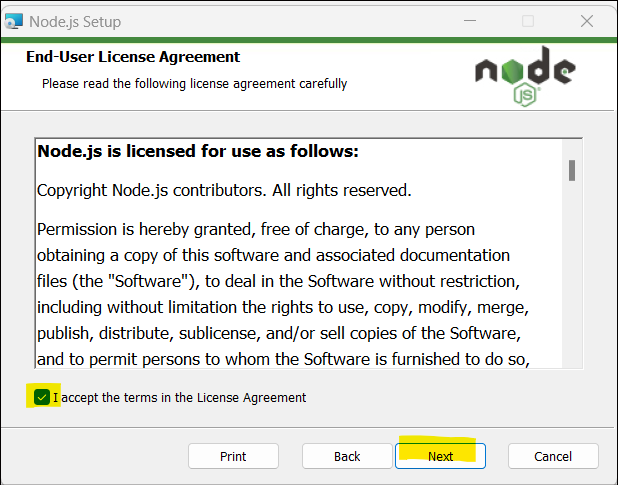 Node.js Setup
End-User License Agreement
Please read the following license agreement carefully
node
JS
Node.js is licensed for use as follows:
Copyright Node.js contributors. All rights reserved.
Permission is hereby granted, free of charge, to any person
obtaining a copy of this software and associated documentation
files (the "Software"), to deal in the Software without restriction,
including without limitation the rights to use, copy, modify, merge,
publish, distribute, sublicense, and/or sell copies of the Software,
and to permit persons to whom the Software is furnished to do so,
I accept the terms in the License Agreement
Print Back Next Cancel